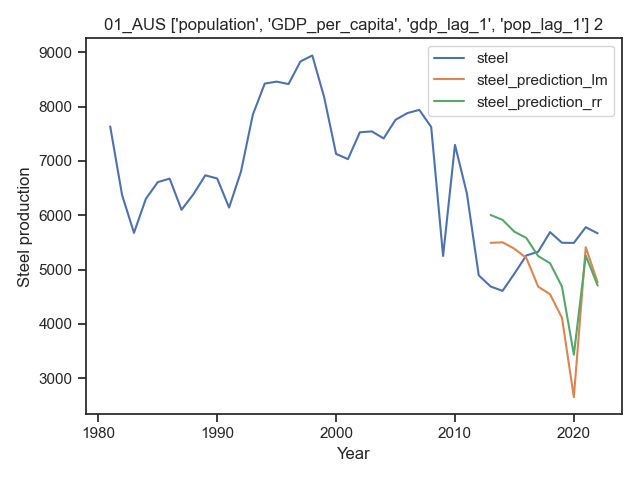 01_AUS ['population', 'GDP_per_capita', 'gdp_lag_1', 'pop_lag_1'] 2
steel
steel_prediction_lm
steel_prediction_rr
Steel production
9000
8000
7000
6000
5000
4000
3000
1980
1990
2000
2010
2020
Year